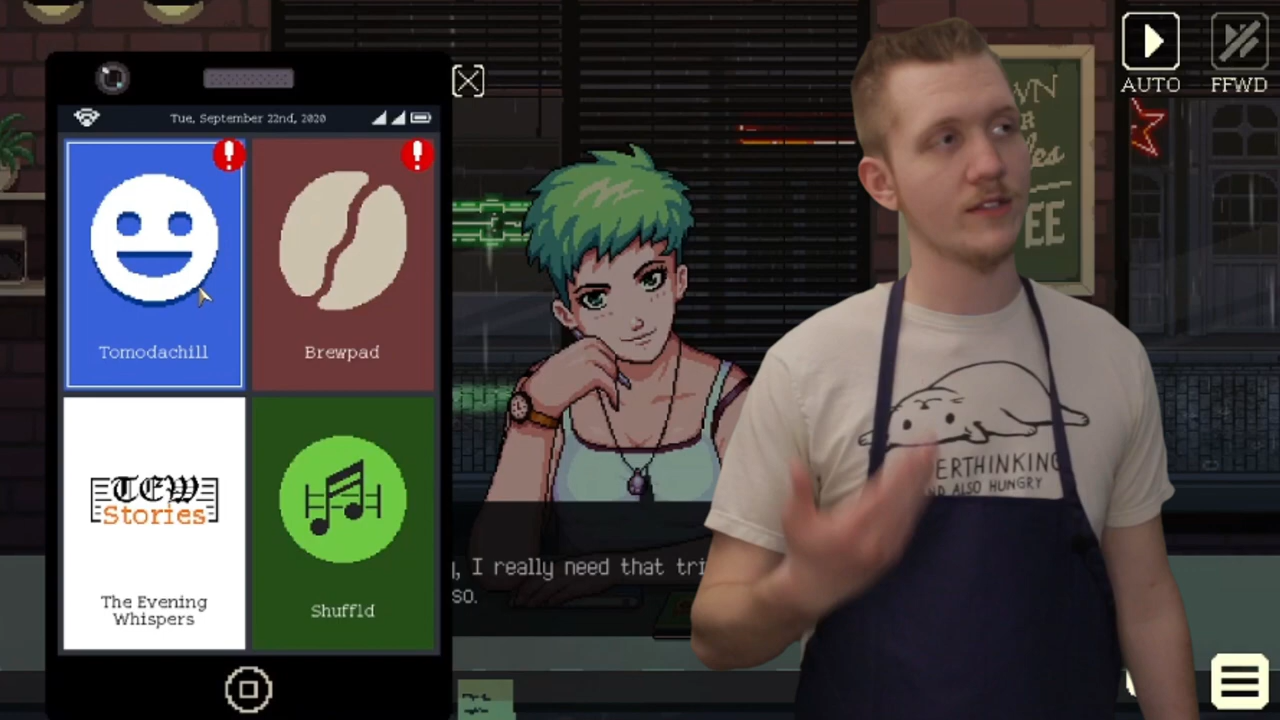 Tue, September 22nd, 2020
AUTO
FFWD
Tomodachill
Brewpad
TEW
Stories
The Evening
Whispers
Shuffld
EE
ERTHINKING
ND ALSO HUNGRY
, I really need that tri
so.